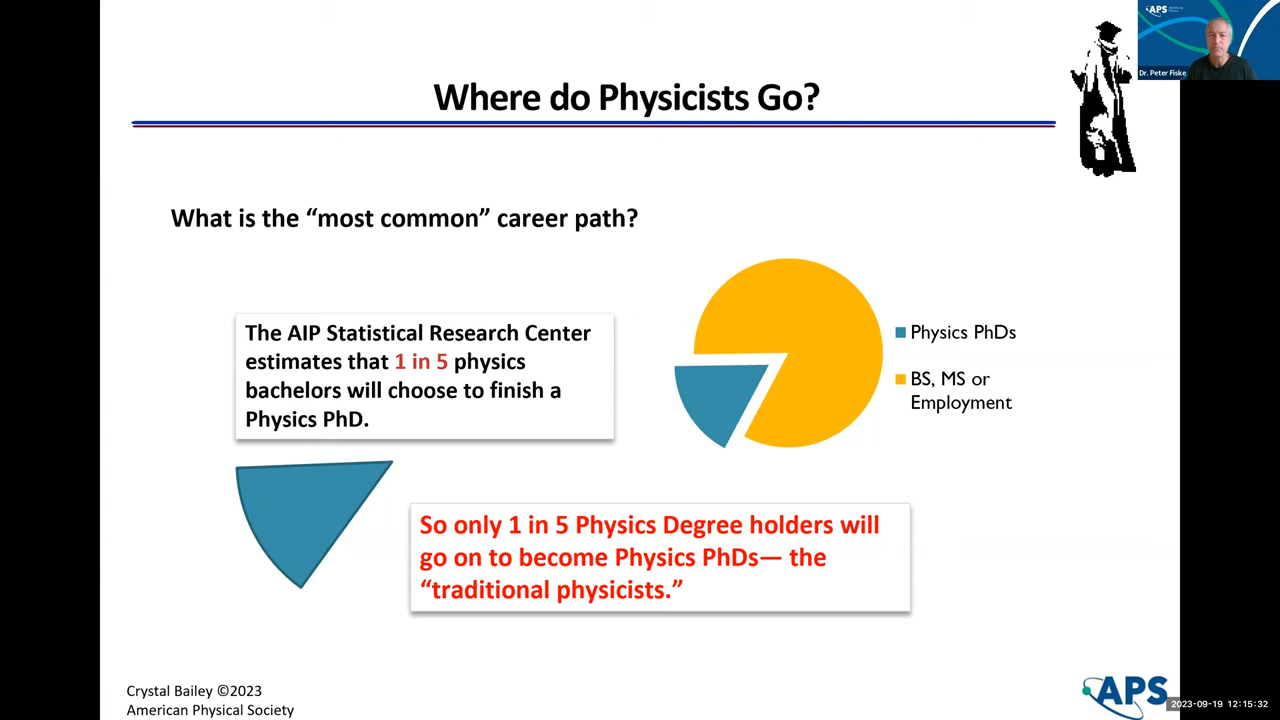 APS
Dr. Peter Fiske
Where do Physicists Go?
What is the “most common” career path?
The AIP Statistical Research Center
estimates that 1 in 5 physics
bachelors will choose to finish a
Physics PhD.
Physics PhDs
BS, MS or
Employment
So only 1 in 5 Physics Degree holders will
go on to become Physics PhDs— the
“traditional physicists.”
Crystal Bailey ©2023
American Physical Society
APS
2023-09-19 12:15:32